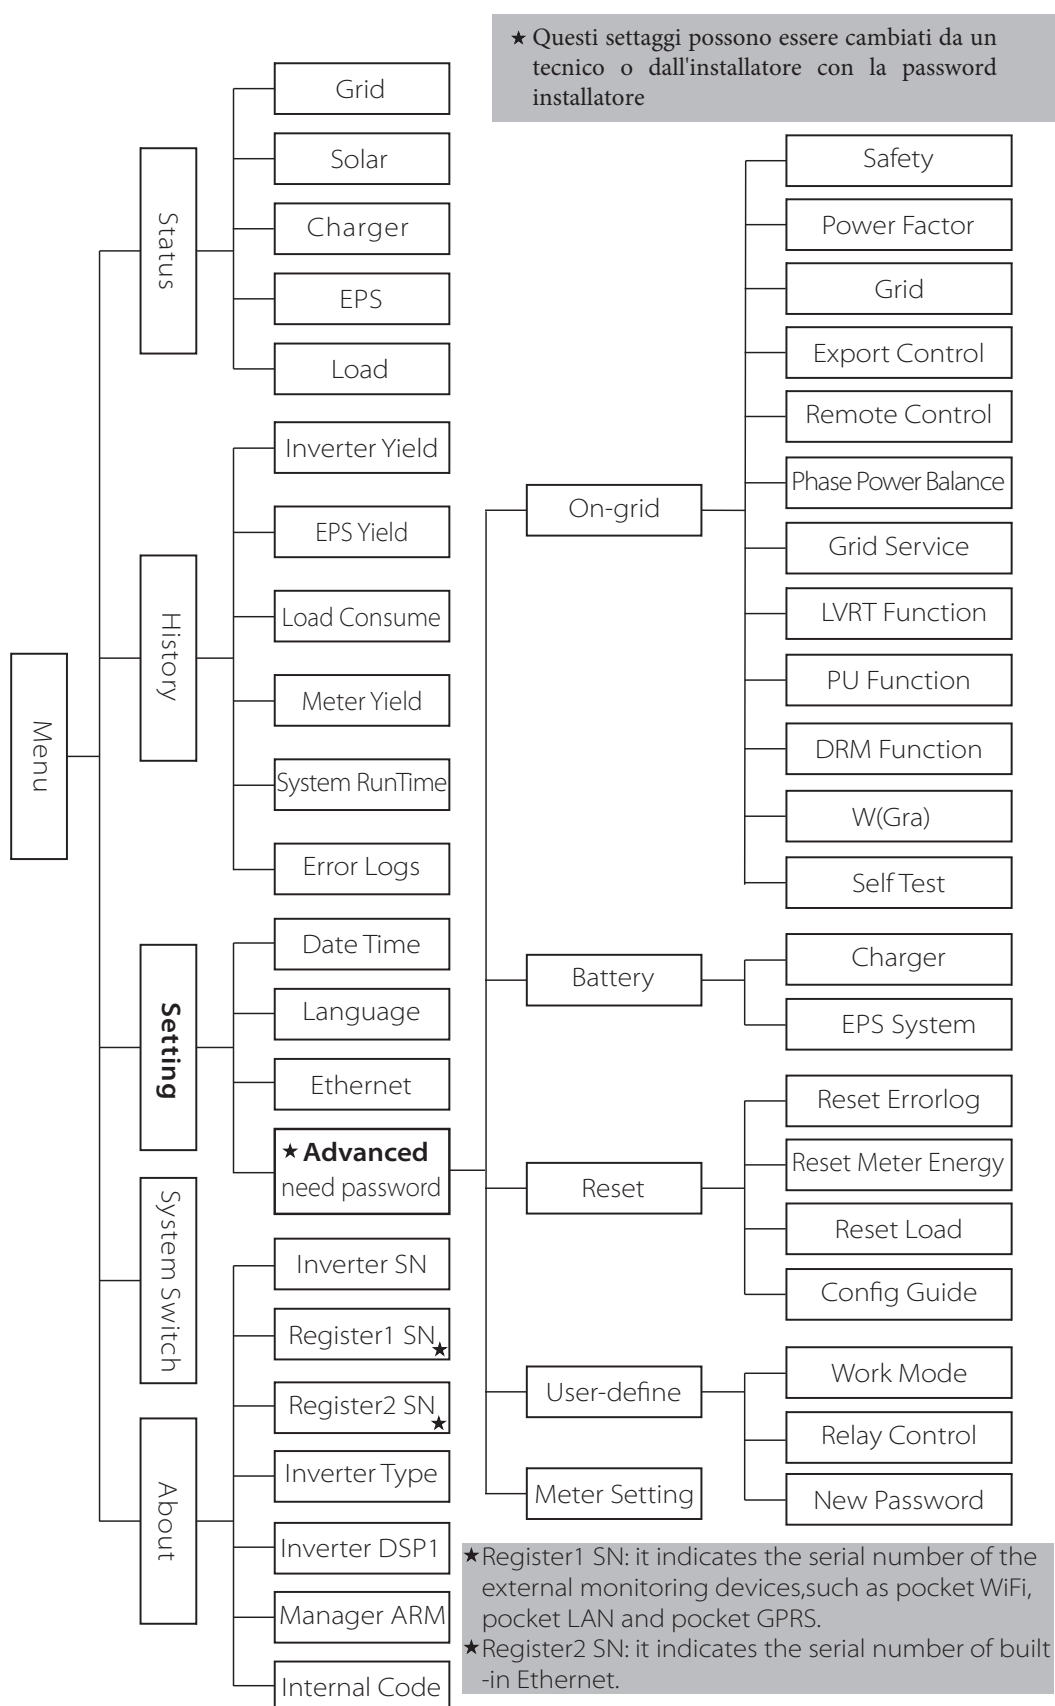 ★ Questi settaggi possono essere cambiati da un
tecnico o dall'installatore con la password
installatore
Menu
Status
Grid
Solar
Charger
EPS
Load
History
Inverter Yield
EPS Yield
Load Consume
Meter Yield
System RunTime
Error Logs
Setting
Date Time
Language
Ethernet
★ Advanced
need password
On-grid
Safety
Power Factor
Grid
Export Control
Remote Control
Phase Power Balance
Grid Service
LVRT Function
PU Function
DRM Function
W(Gra)
Self Test
Battery
Charger
EPS System
Reset
Reset Errorlog
Reset Meter Energy
Reset Load
Config Guide
User-define
Work Mode
Relay Control
New Password
Meter Setting
System Switch
About
Inverter SN
Register1 SN★
Register2 SN★
Inverter Type
Inverter DSP1
Manager ARM
Internal Code
★Register1 SN: it indicates the serial number of the
external monitoring devices,such as pocket WiFi,
pocket LAN and pocket GPRS.
★Register2 SN: it indicates the serial number of built
-in Ethernet.